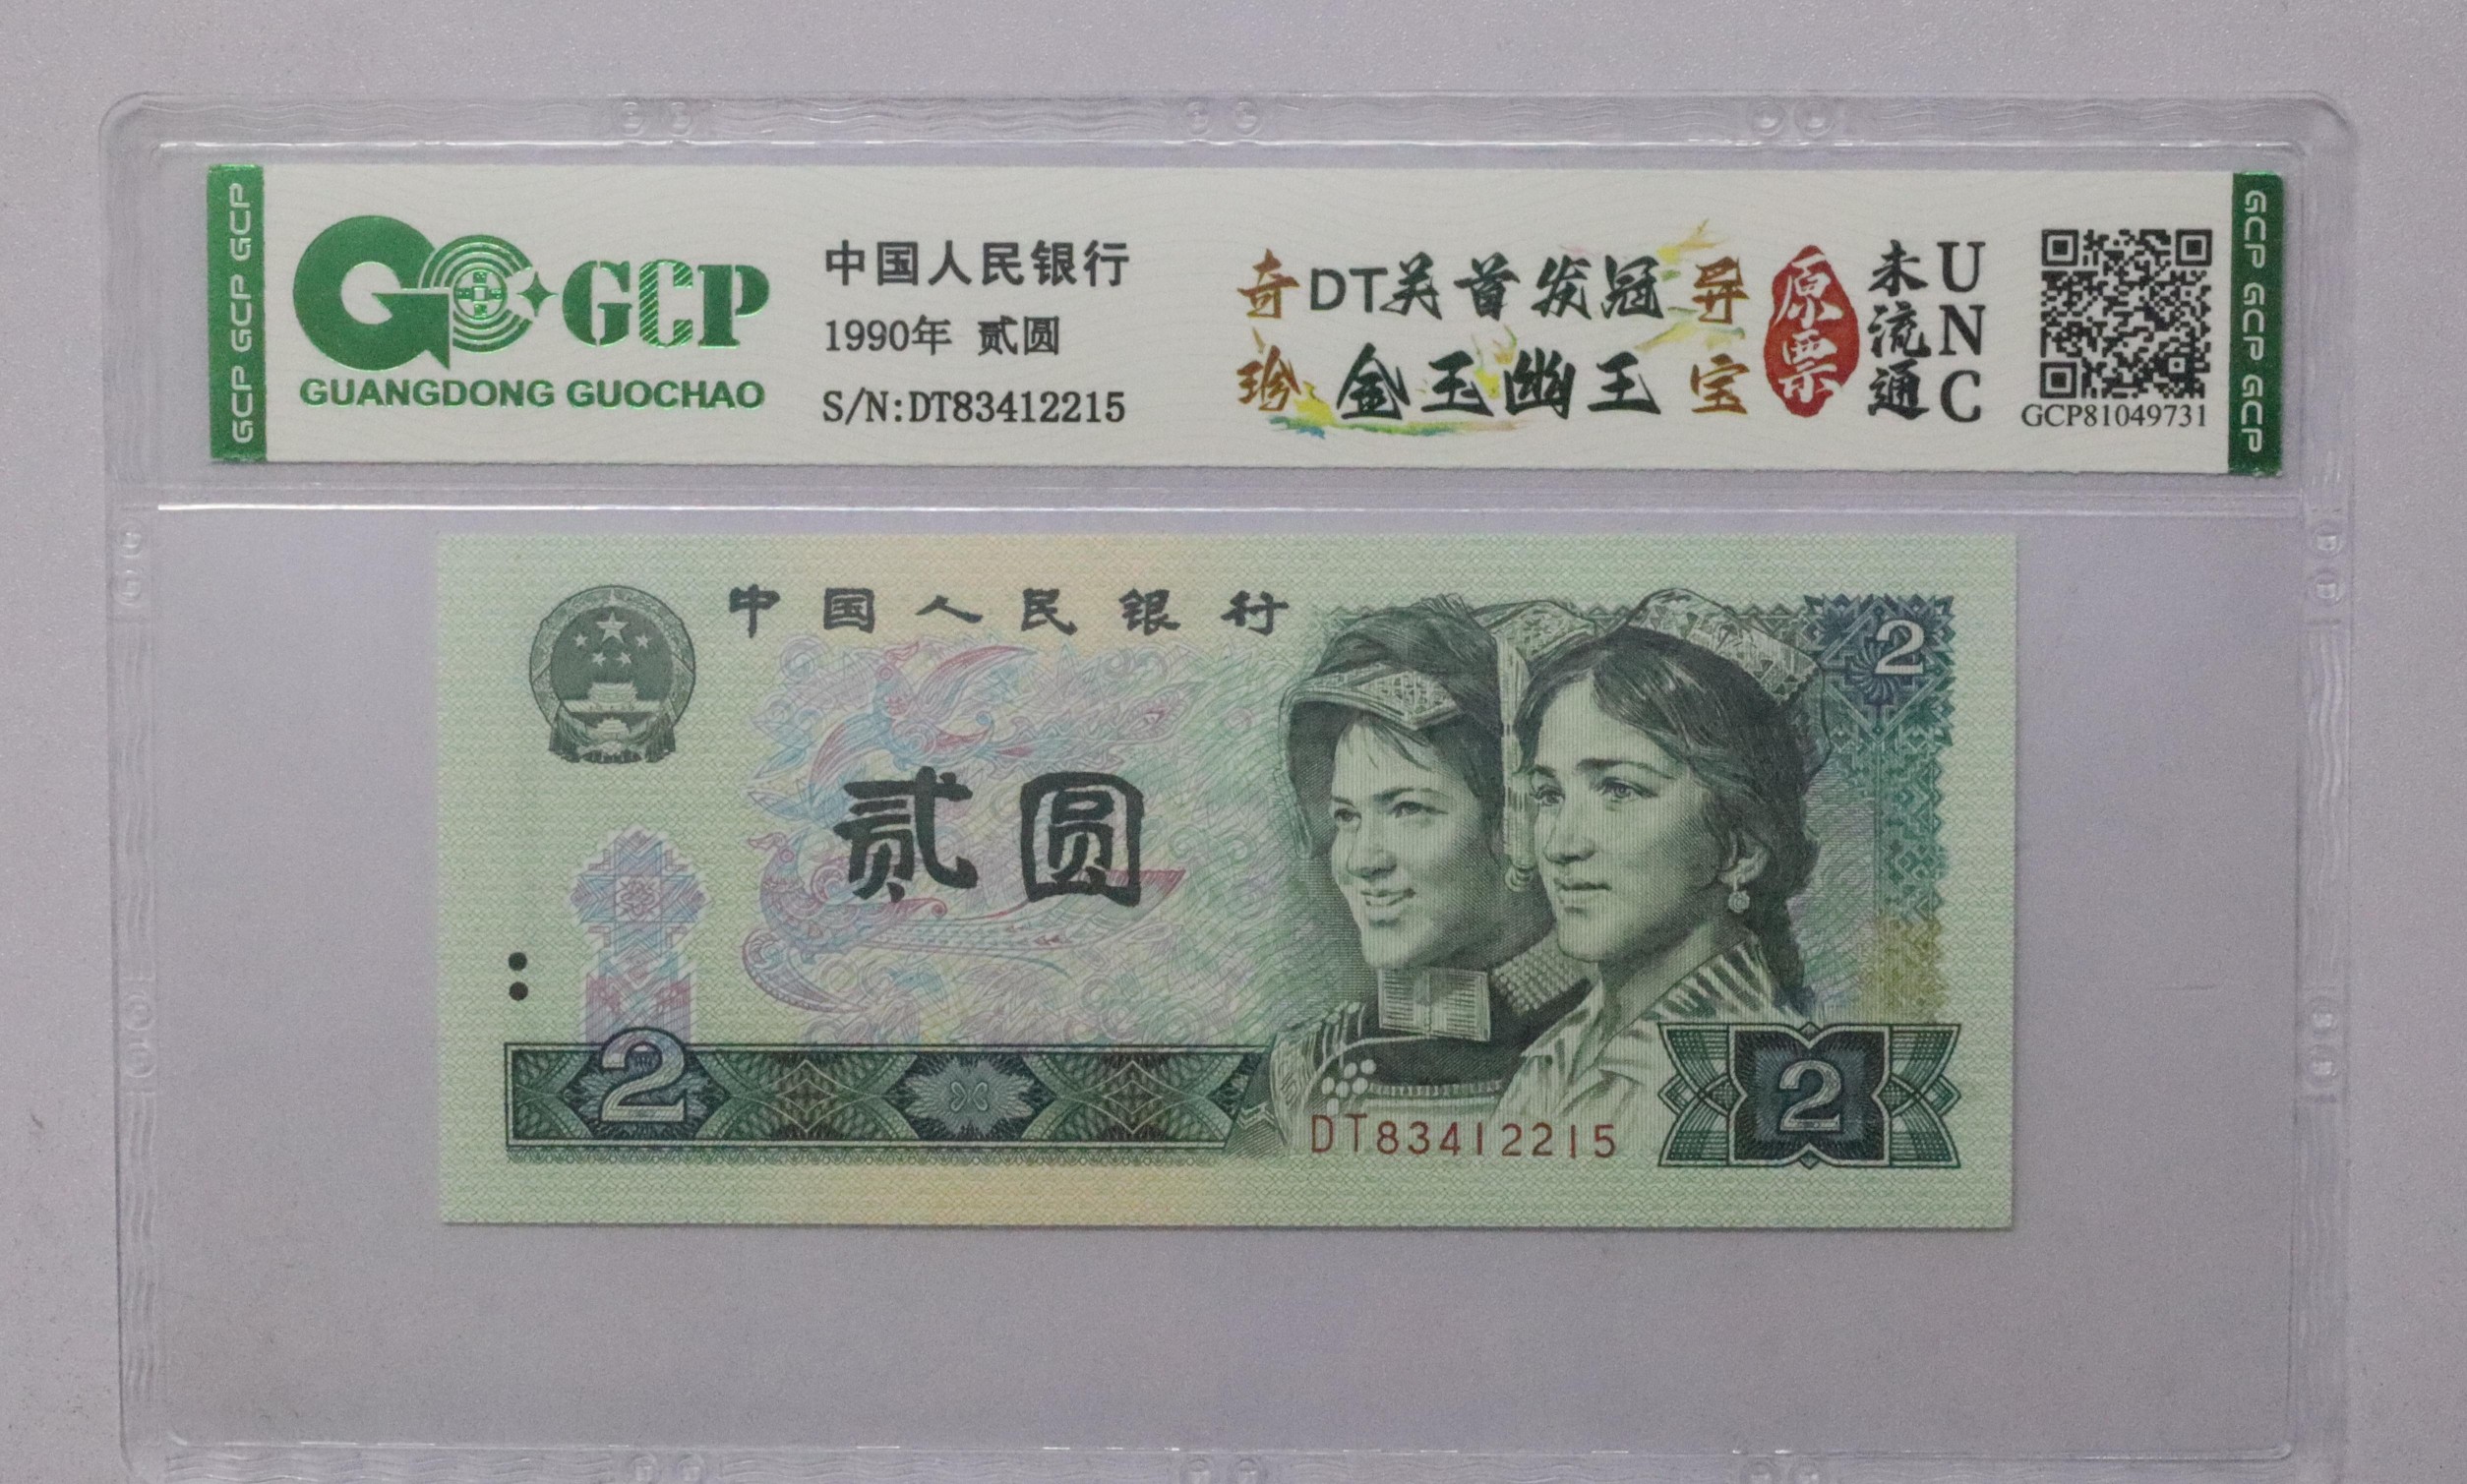 GCP GCP GCP
GCP
GUANGDONG GUOCHAO
中国人民银行
1990年 贰圆
S/N:DT83412215
奇珍
DT关首发冠
金玉幽王
异宝
原票
未流通
UNC
GCP81049731
GCP GCP GCP
中国人民银行
2
贰圆
2
DT83412215
2